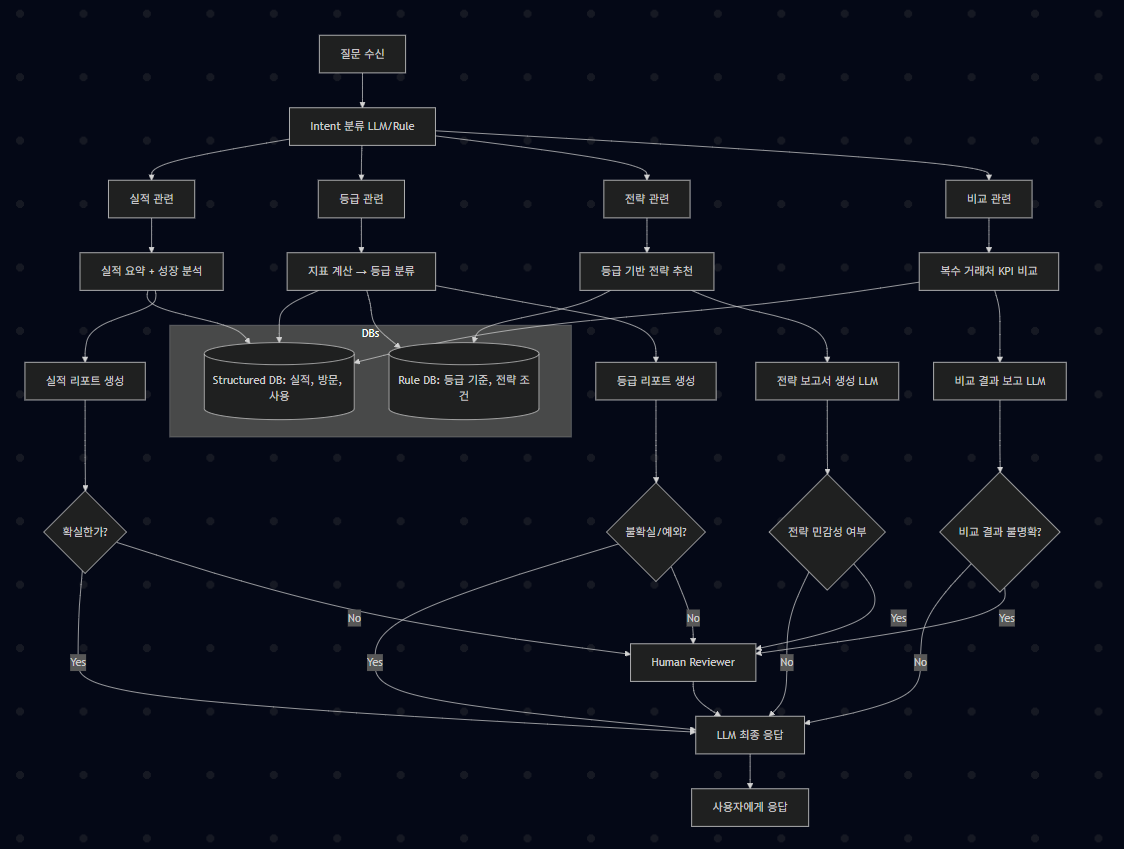 질문 수신
Intent 분류 LLM/Rule
실적 관련
등급 관련
전략 관련
비교 관련
실적 요약 + 성장 분석
지표 계산 → 등급 분류
등급 기반 전략 추천
복수 거래처 KPI 비교
DBs
실적 리포트 생성
Structured DB: 실적, 방문,
사용
Rule DB: 등급 기준, 전략 조
건
등급 리포트 생성
전략 보고서 생성 LLM
비교 결과 보고 LLM
확실한가?
불확실/예외?
전략 민감성 여부
비교 결과 불명확?
No
No
Yes
Yes
Yes
Yes
Human Reviewer
No
No
LLM 최종 응답
사용자에게 응답